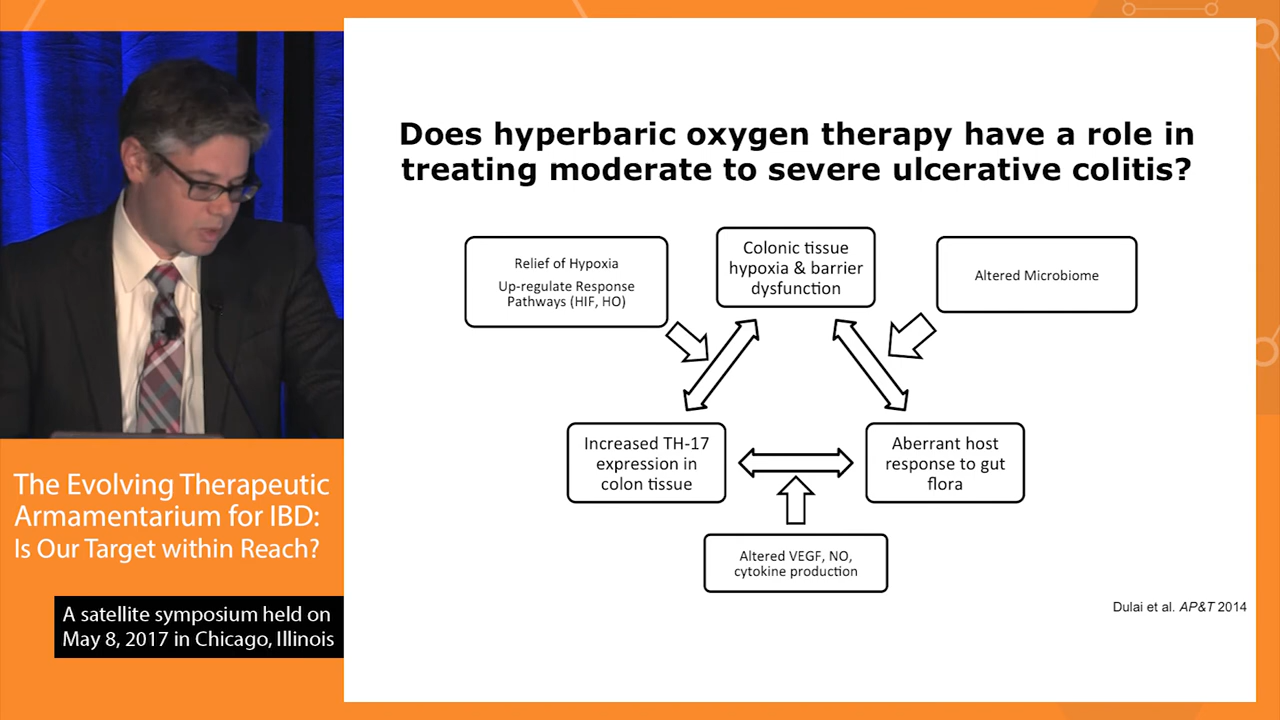 Does hyperbaric oxygen therapy have a role in
treating moderate to severe ulcerative colitis?
Relief of Hypoxia
Up-regulate Response
Pathways (HIF, HO)
Colonic tissue
hypoxia & barrier
dysfunction
Altered Microbiome
Increased TH-17
expression in
colon tissue
Aberrant host
response to gut
flora
Altered VEGF, NO,
cytokine production
Dulai et al. AP&T 2014
The Evolving Therapeutic
Armamentarium for IBD:
Is Our Target within Reach?
A satellite symposium held on
May 8, 2017 in Chicago, Illinois